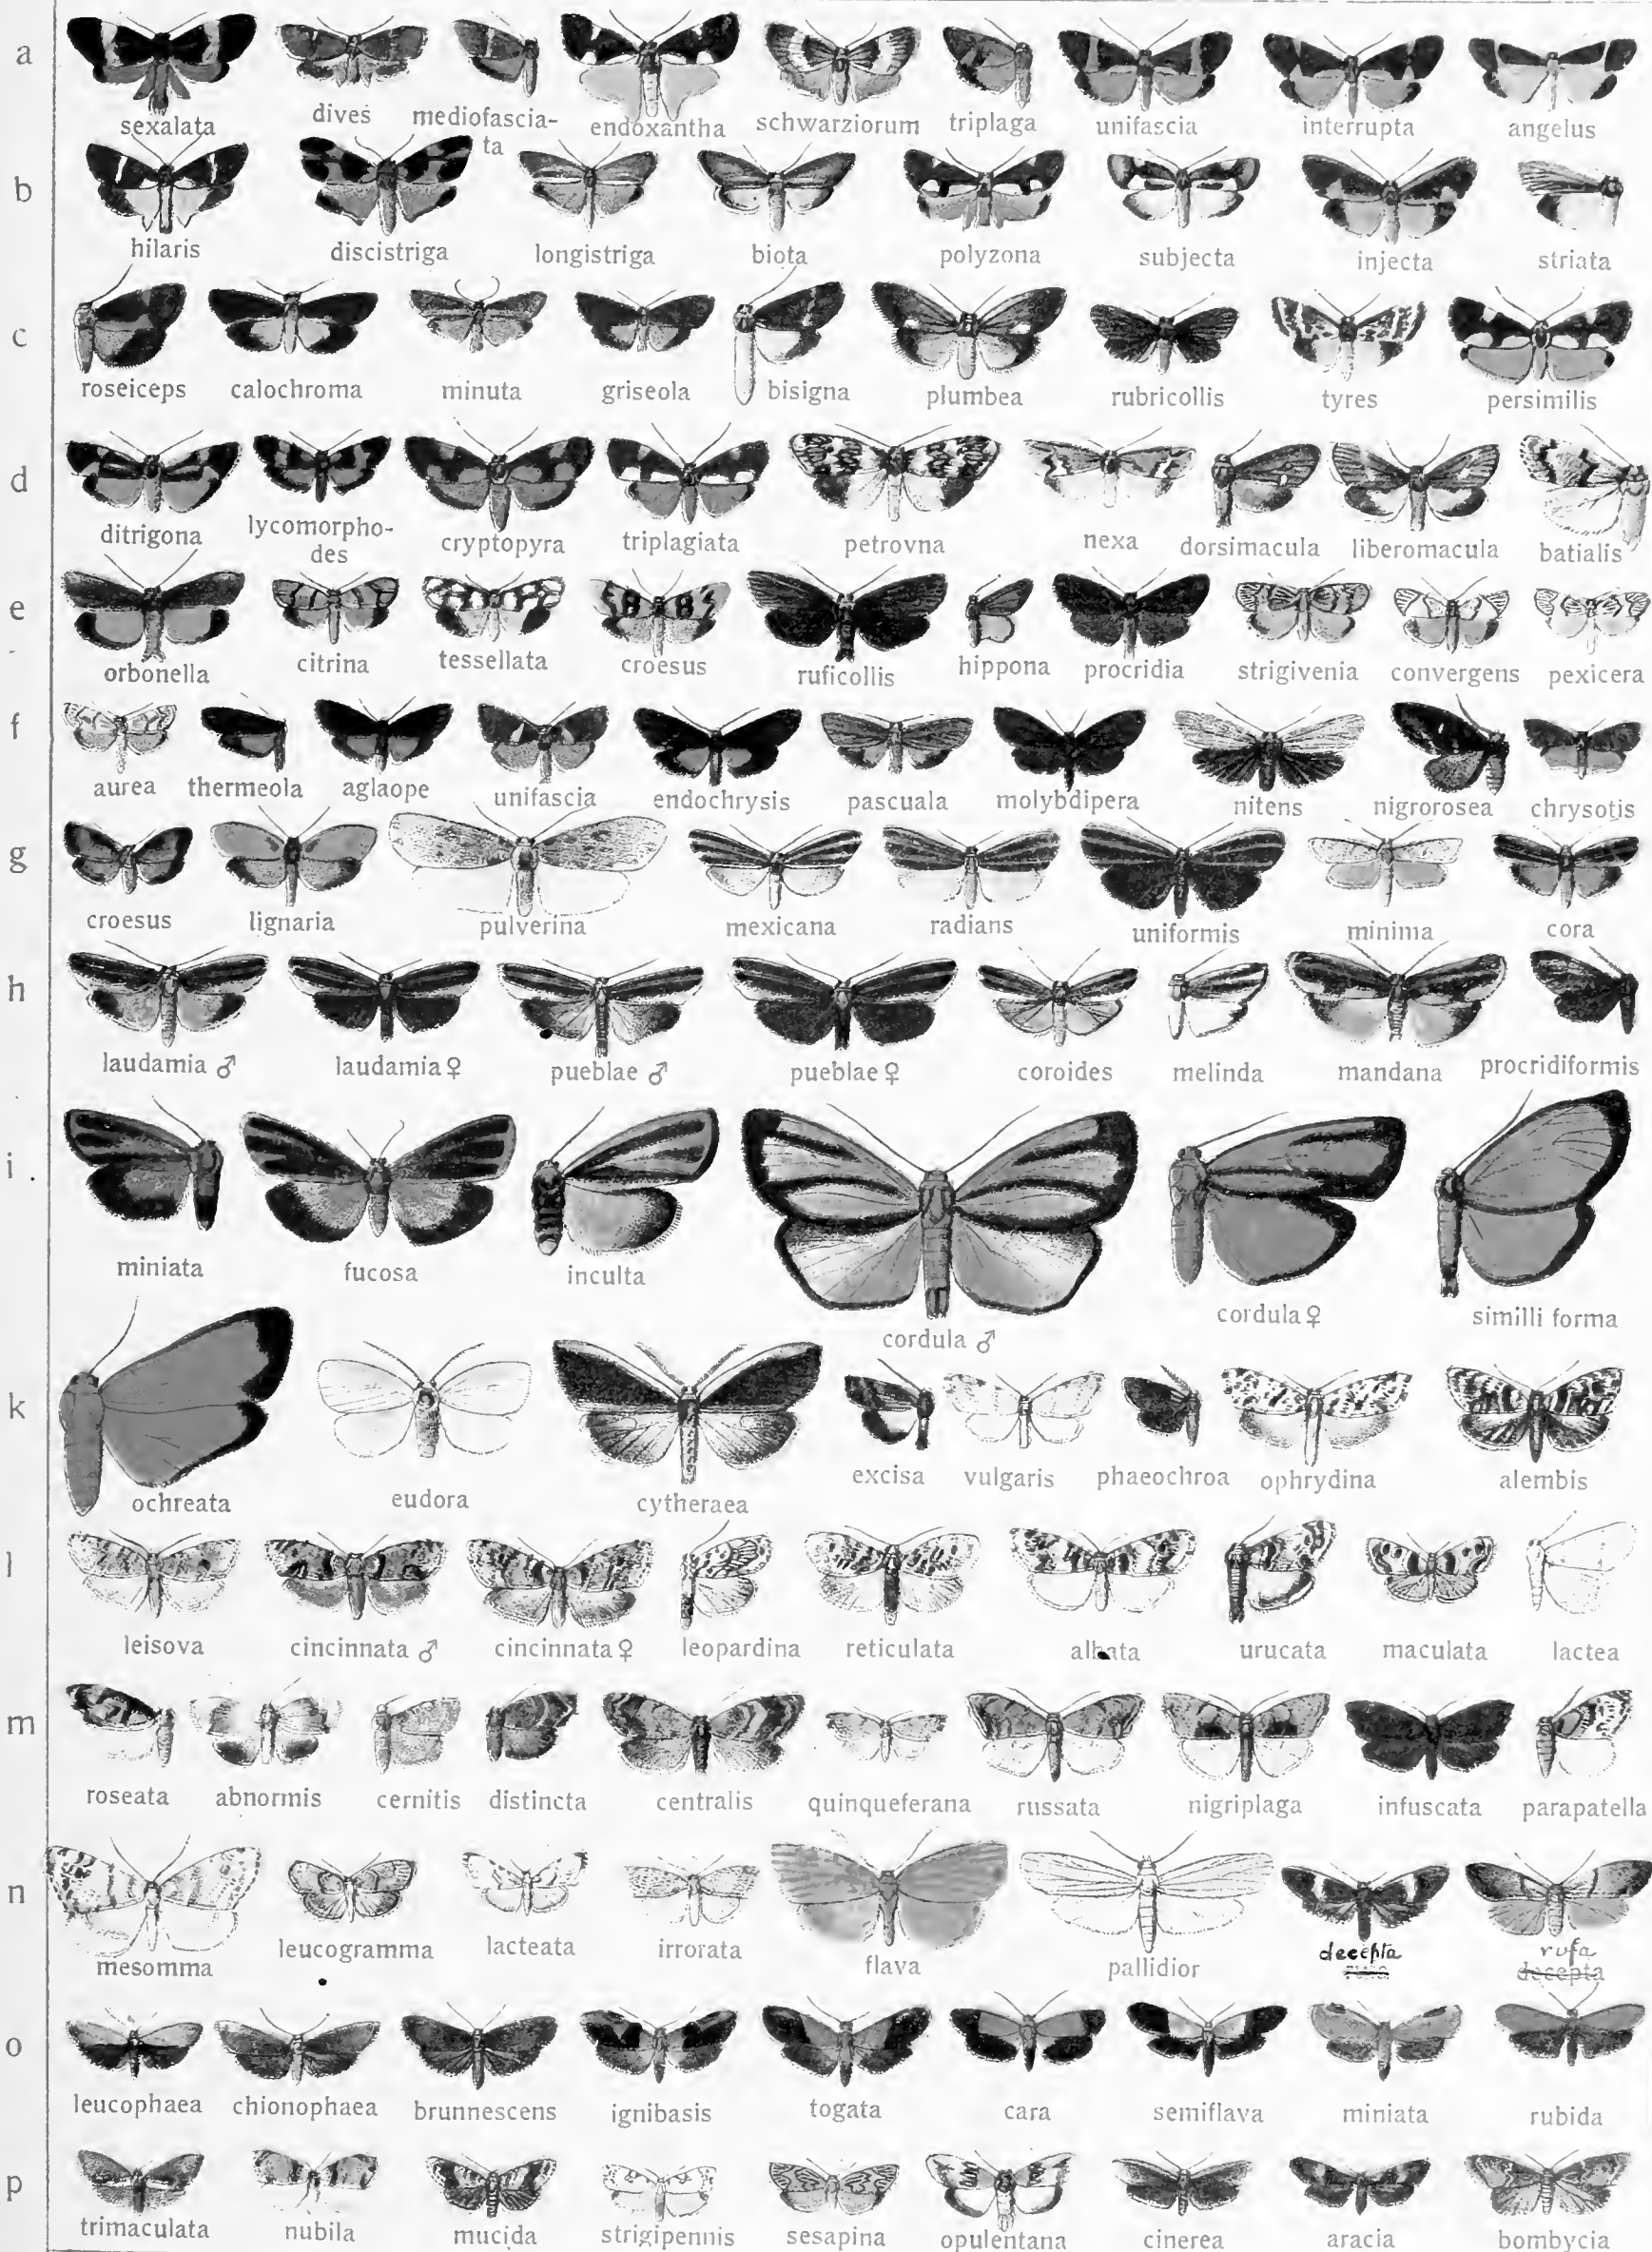 a
sexalata dives mediofascia-
ta endoxantha schwarziorum triplaga unifascia interrupta angelus
b
hilaris discistriga longistriga biota polyzona subjecta injecta striata
c
roseiceps calochroma minuta griseola bisigna plumbea rubricollis tyres persimilis
d
ditrigona lycomorpho-
des cryptopyra triplagiata petrovna nexa dorsimacula liberomacula batialis
e
orbonella citrina tessellata croesus ruficollis hippona procridia strigivenia convergens pexicera
f
aurea thermeola aglaope unifascia endochrysis pascuala molybdipera nitens nigrorosea chrysotis
g
croesus lignaria pulverina mexicana radians uniformis minima cora
h
laudamia ♂ laudamia ♀ pueblae ♂ pueblae ♀ coroides melinda mandana procridiformis
i
miniata fucosa inculta cordula ♂ cordula ♀ similli forma
k
ochreata eudora cytheraea excisa vulgaris phaeochroa ophrydina alembis
l
leisova cincinnata ♂ cincinnata ♀ leopardina reticulata albata urucata maculata lactea
m
roseata abnormis cernitis distincta centralis quinqueferana russata nigriplaga infuscata parapatella
n
mesomma leucogramma lacteata irrorata flava pallidior decepta rufa
decepta
o
leucophaea chionophaea brunnescens ignibasis togata cara semiflava miniata rubida
p
trimaculata nubila mucida strigipennis sesapina opulentana cinerea aracia bombycia